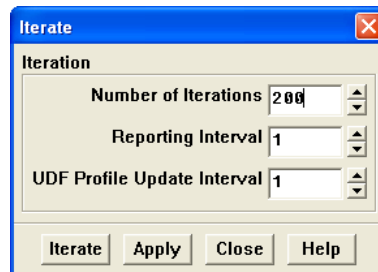 Iterate
Iteration
Number of Iterations 200
Reporting Interval 1
UDF Profile Update Interval 1
Iterate Apply Close Help